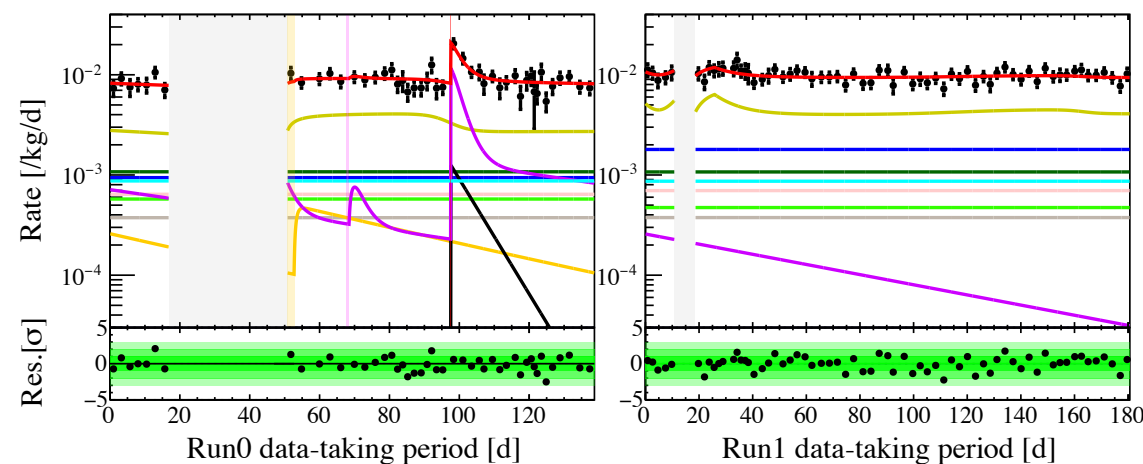 Rate [/kg/d]
10⁻²
10⁻³
10⁻⁴
10⁻²
10⁻³
10⁻⁴
Res.[σ]
5
0
−5
5
0
−5
0 20 40 60 80 100 120
0 20 40 60 80 100 120 140 160 180
Run0 data-taking period [d]
Run1 data-taking period [d]